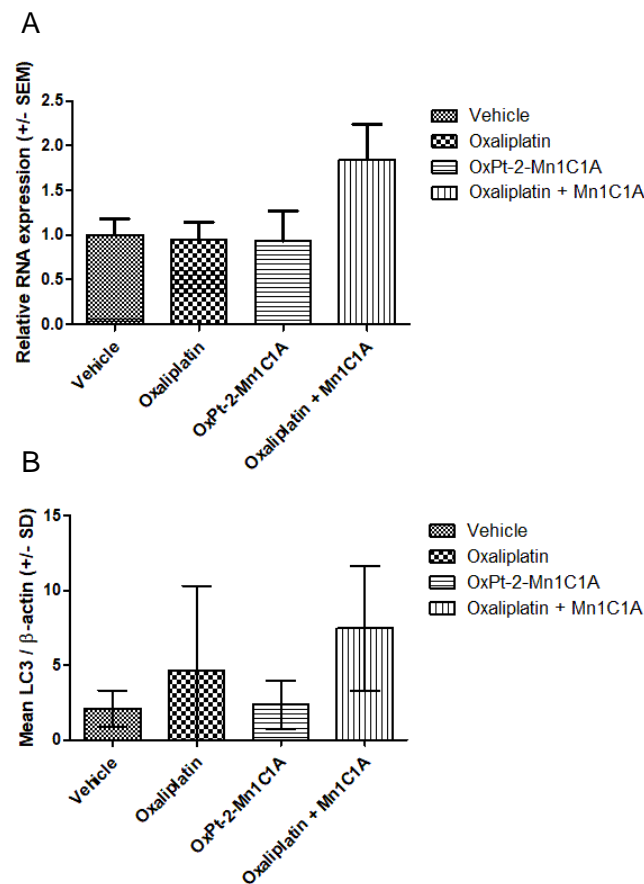 A
Relative RNA expression (+/- SEM)
2.5
2.0
1.5
1.0
0.5
0.0
Vehicle
Oxaliplatin
OxPt-2-Mn1C1A
Oxaliplatin + Mn1C1A
Vehicle
Oxaliplatin
OxPt-2-Mn1C1A
Oxaliplatin + Mn1C1A
B
Mean LC3 / β-actin (+/- SD)
15
10
5
0
Vehicle
Oxaliplatin
OxPt-2-Mn1C1A
Oxaliplatin + Mn1C1A
Vehicle
Oxaliplatin
OxPt-2-Mn1C1A
Oxaliplatin + Mn1C1A